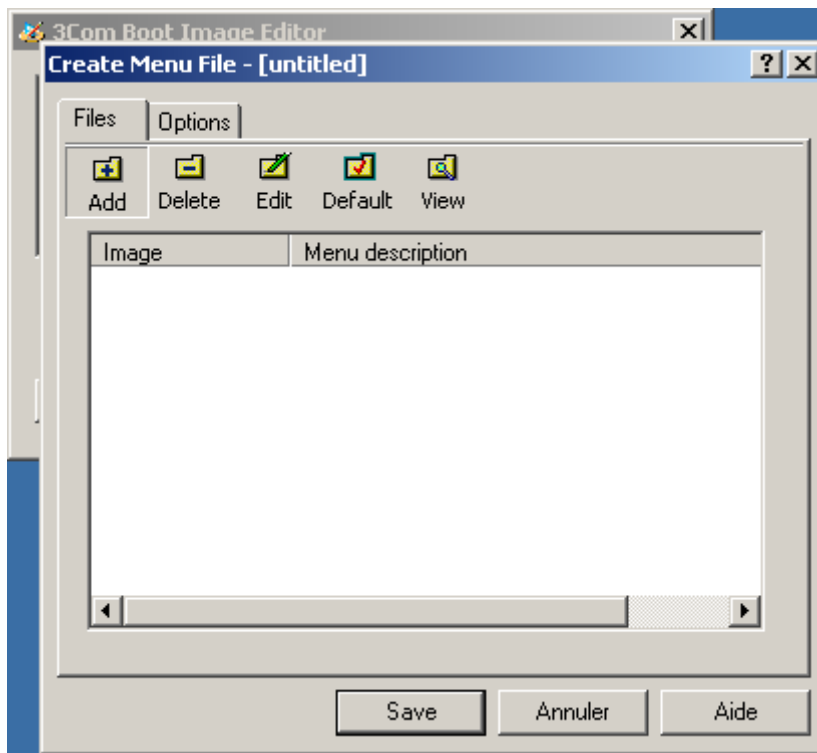 3Com Boot Image Editor
Create Menu File - [untitled]
Files Options
Add Delete Edit Default View
Image Menu description
Save Annuler Aide